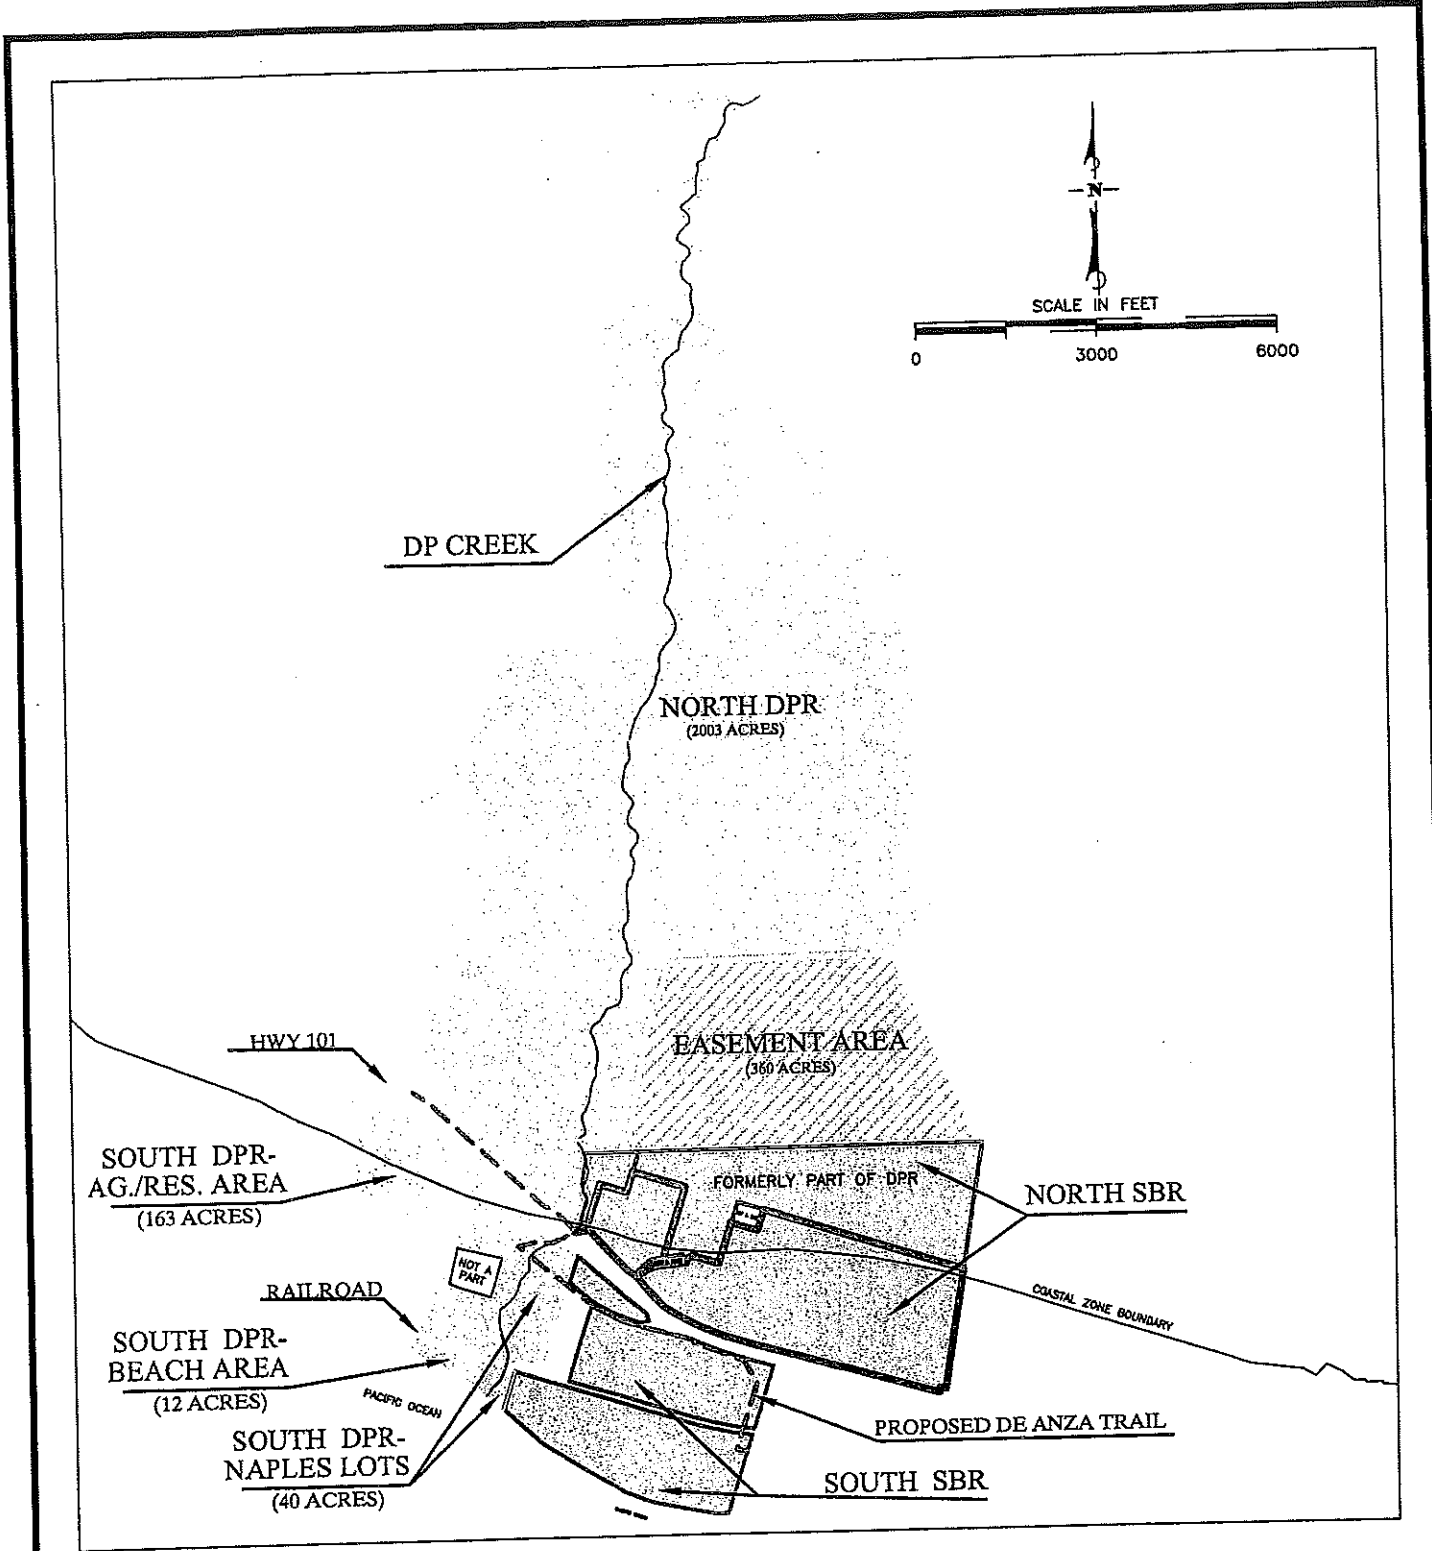 N
SCALE IN FEET
0 3000 6000
DP CREEK
NORTH DPR
(2003 ACRES)
HWY 101
EASEMENT AREA
(360 ACRES)
SOUTH DPR-
AG./RES. AREA
(163 ACRES)
FORMERLY PART OF DPR
NORTH SBR
NOT A
PART
RAILROAD
COASTAL ZONE BOUNDARY
SOUTH DPR-
BEACH AREA
(12 ACRES)
PACIFIC OCEAN
PROPOSED DE ANZA TRAIL
SOUTH DPR-
NAPLES LOTS
(40 ACRES)
SOUTH SBR